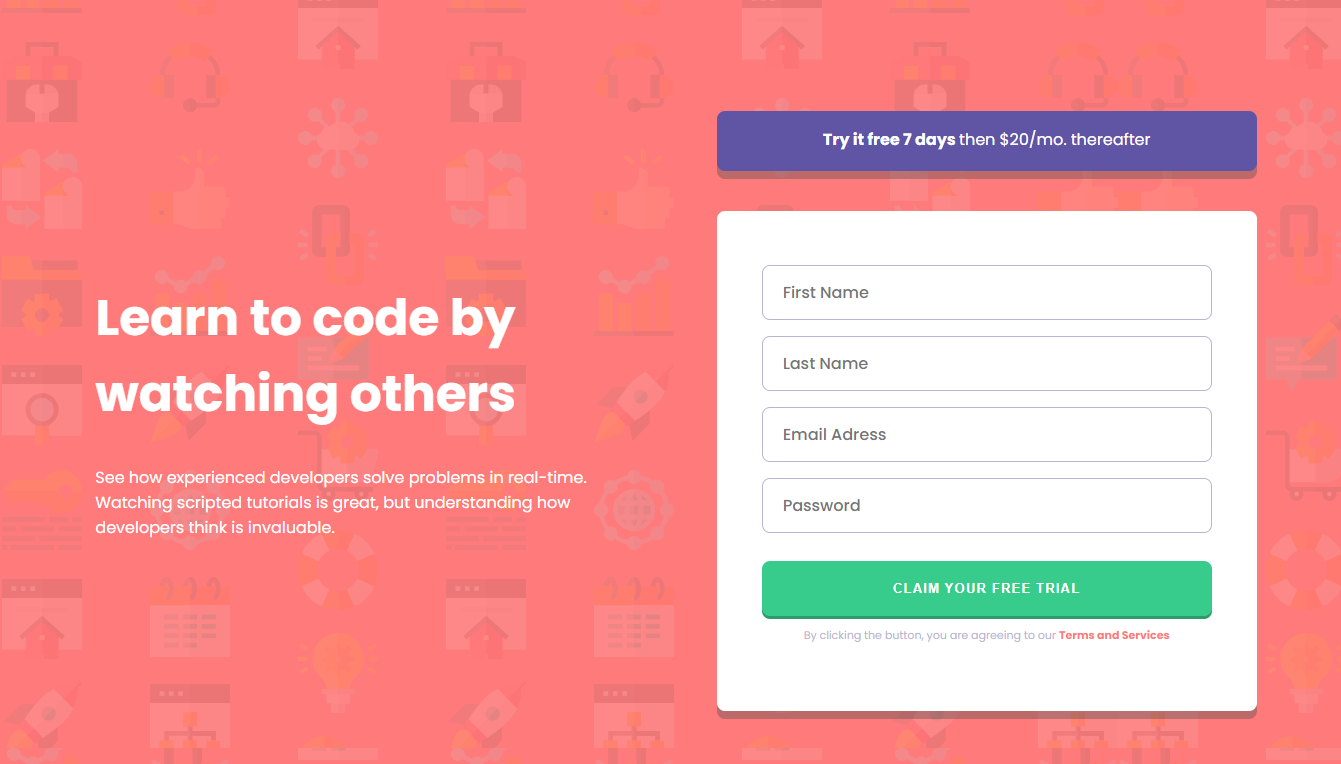 Learn to code by
watching others
See how experienced developers solve problems in real-time.
Watching scripted tutorials is great, but understanding how
developers think is invaluable.
Try it free 7 days then $20/mo. thereafter
First Name
Last Name
Email Adress
Password
CLAIM YOUR FREE TRIAL
By clicking the button, you are agreeing to our Terms and Services